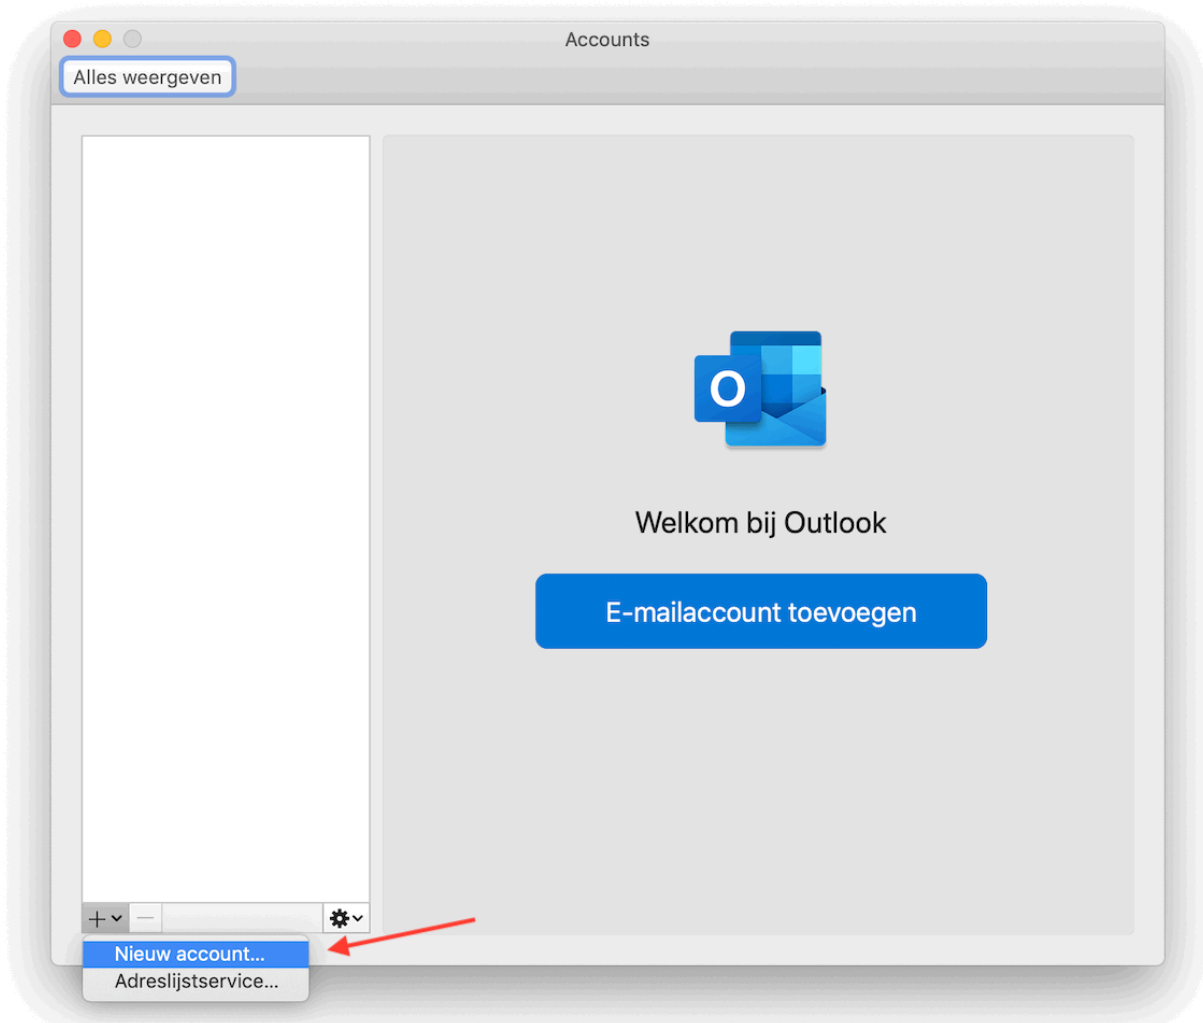 Accounts
Alles weergeven
O
Welkom bij Outlook
E-mailaccount toevoegen
Nieuw account...
Adreslijstservice...